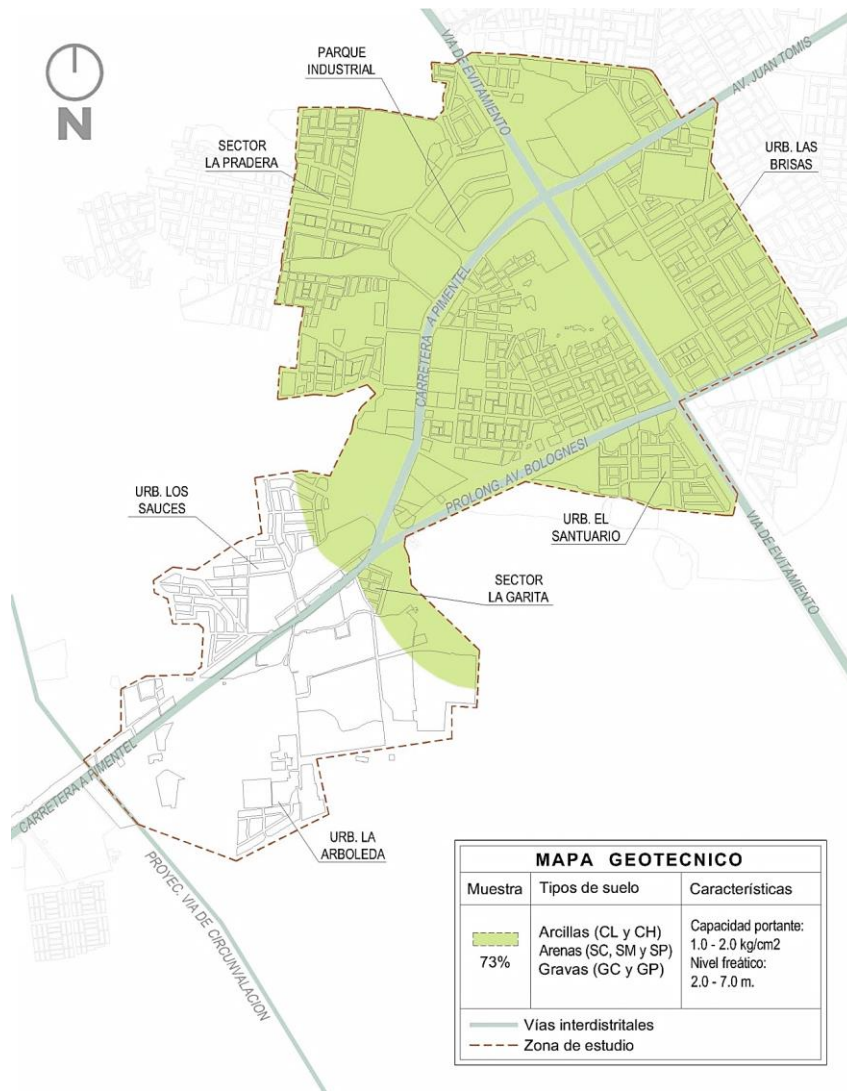 VIA DE EVITAMIENTO
PARQUE
INDUSTRIAL
AV. JUAN TOMIS
N
SECTOR
LA PRADERA
URB. LAS
BRISAS
CARRETERA A PIMENTEL
PROLONG. AV. BOLOGNESI
URB. LOS
SAUCES
URB. EL
SANTUARIO
VIA DE EVITAMIENTO
SECTOR
LA GARITA
CARRETERA A PIMENTEL
URB. LA
ARBOLEDA
PROYEC. VIA DE CIRCUNVALACION
MAPA GEOTECNICO
Muestra
Tipos de suelo
Características
73%
Arcillas (CL y CH)
Arenas (SC, SM y SP)
Gravas (GC y GP)
Capacidad portante:
1.0 - 2.0 kg/cm2
Nivel freático:
2.0 - 7.0 m.
Vías interdistritales
Zona de estudio